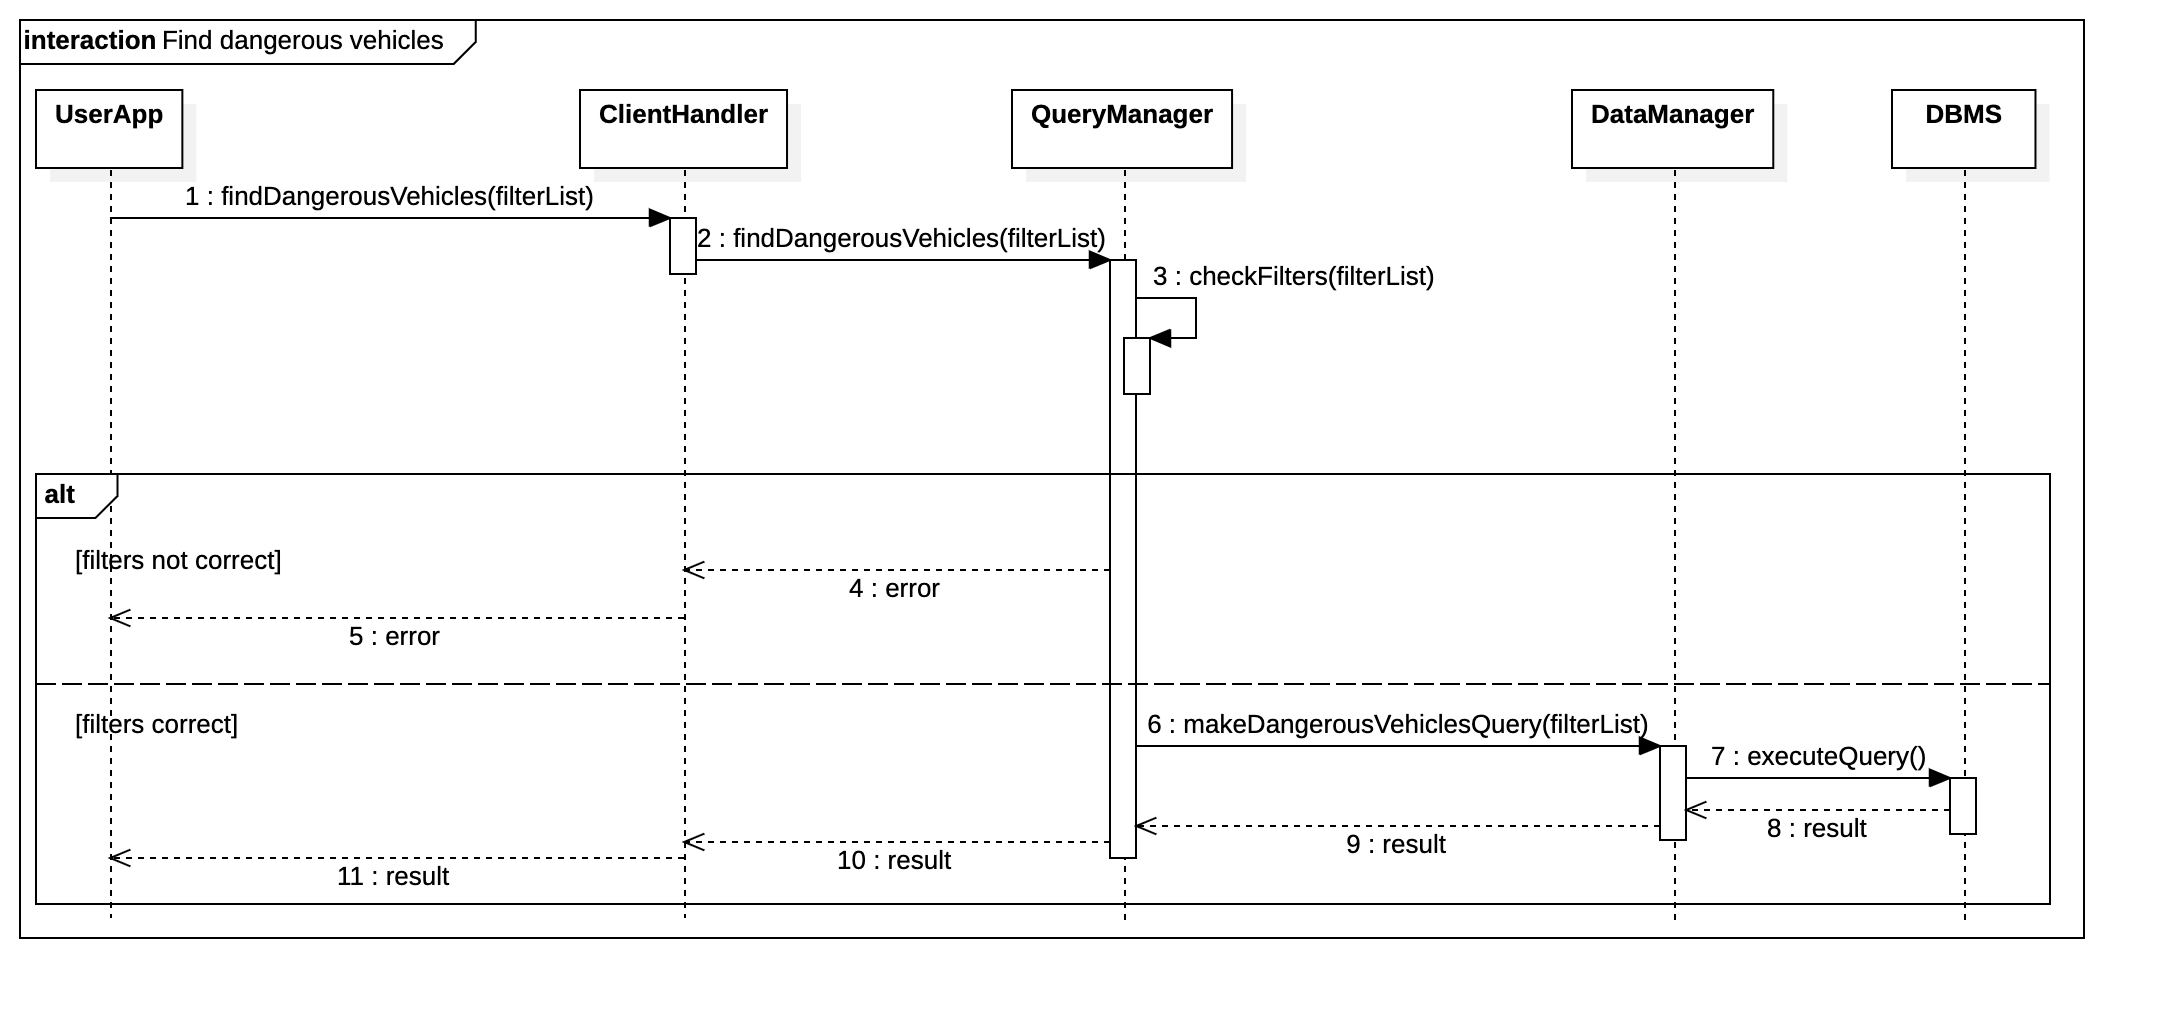 interaction Find dangerous vehicles
UserApp
ClientHandler
QueryManager
DataManager
DBMS
1 : findDangerousVehicles(filterList)
2 : findDangerousVehicles(filterList)
3 : checkFilters(filterList)
alt
[filters not correct]
4 : error
5 : error
[filters correct]
6 : makeDangerousVehiclesQuery(filterList)
7 : executeQuery()
8 : result
9 : result
10 : result
11 : result